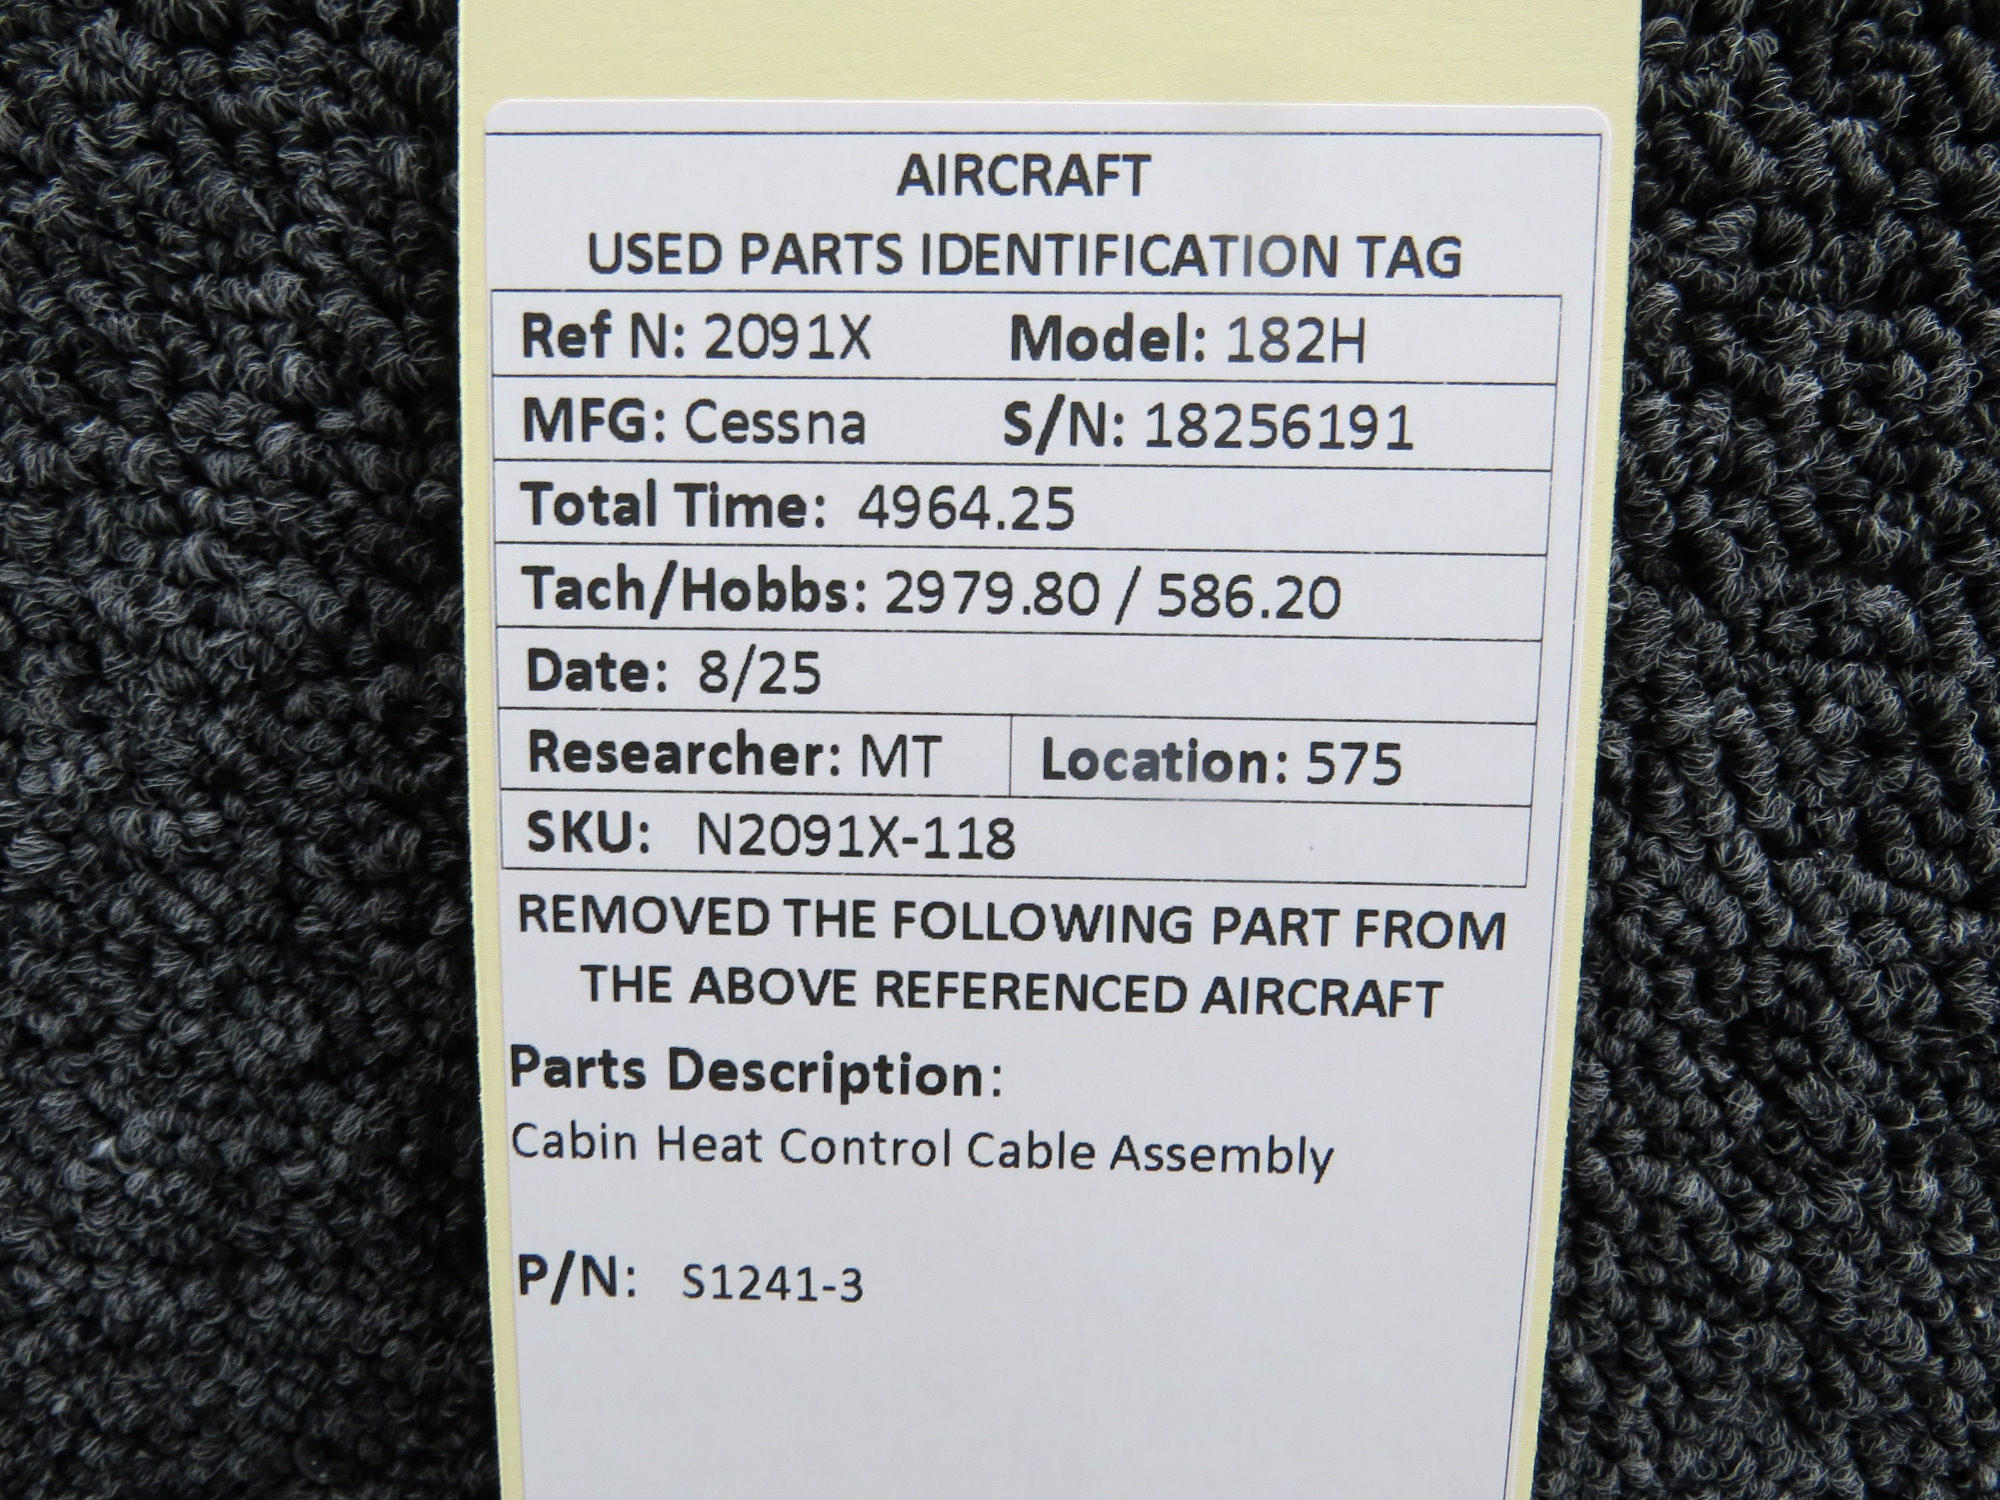 AIRCRAFT
USED PARTS IDENTIFICATION TAG
Ref N: 2091X Model: 182H
MFG: Cessna S/N: 18256191
Total Time: 4964.25
Tach/Hobbs: 2979.80 / 586.20
Date: 8/25
Researcher: MT Location: 575
SKU: N2091X-118
REMOVED THE FOLLOWING PART FROM
THE ABOVE REFERENCED AIRCRAFT
Parts Description:
Cabin Heat Control Cable Assembly
P/N: S1241-3